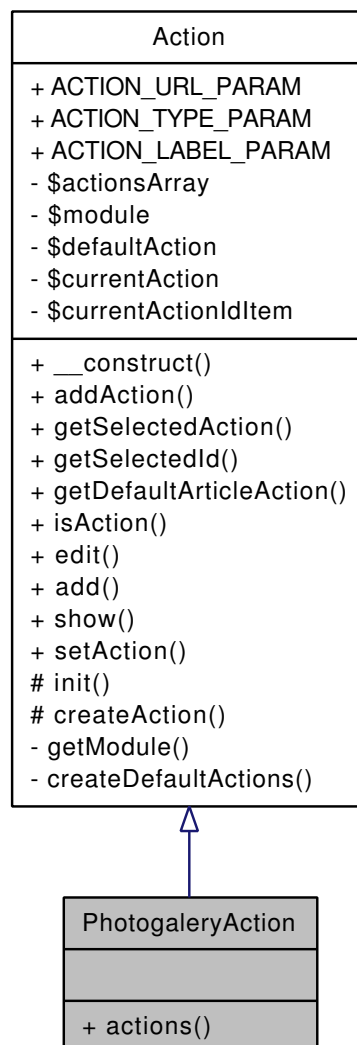 Action
+ ACTION_URL_PARAM
+ ACTION_TYPE_PARAM
+ ACTION_LABEL_PARAM
- $actionsArray
- $module
- $defaultAction
- $currentAction
- $currentActionIdItem
+ __construct()
+ addAction()
+ getSelectedAction()
+ getSelectedId()
+ getDefaultArticleAction()
+ isAction()
+ edit()
+ add()
+ show()
+ setAction()
# init()
# createAction()
- getModule()
- createDefaultActions()
PhotogaleryAction
+ actions()